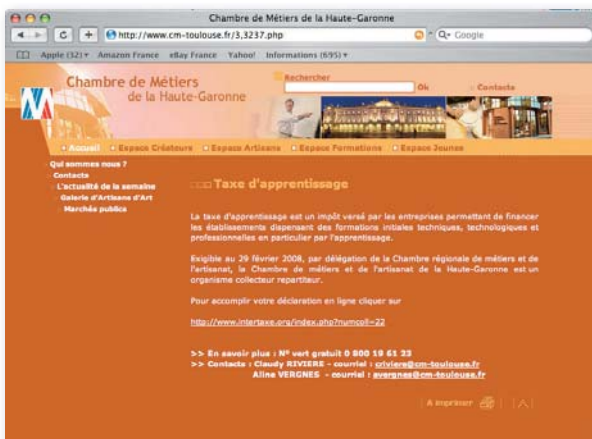 Chambre de Métiers de la Haute-Garonne
http://www.cm-toulouse.fr/3,3237.php
Google
Apple (32) Amazon France eBay France Yahoo! Informations (695)
Chambre de Métiers
de la Haute-Garonne
Rechercher
Ok
Contacts
Accueil Espace Créateurs Espace Artisans Espace Formations Espace Jeunes
Qui sommes nous ?
Contacts
L'actualité de la semaine
Galerie d'Artisans d'Art
Marchés publics
Taxe d'apprentissage
La taxe d'apprentissage est un impôt versé par les entreprises permettant de financer
les établissements dispensant des formations initiales techniques, technologiques et
professionnelles en particulier par l'apprentissage.
Exigible au 29 février 2008, par délégation de la Chambre régionale de métiers et de
l'artisanat, la Chambre de métiers et de l'artisanat de la Haute-Garonne est un
organisme collecteur repartiteur.
Pour accomplir votre déclaration en ligne cliquer sur
http://www.intertaxe.org/index.php?numcoll=22
>> En savoir plus : N° vert gratuit 0 800 19 61 23
>> Contacts : Claudy RIVIERE - courriel : criviere@cm-toulouse.fr
Aline VERGNES - courriel : avergnes@cm-toulouse.fr
A imprimer